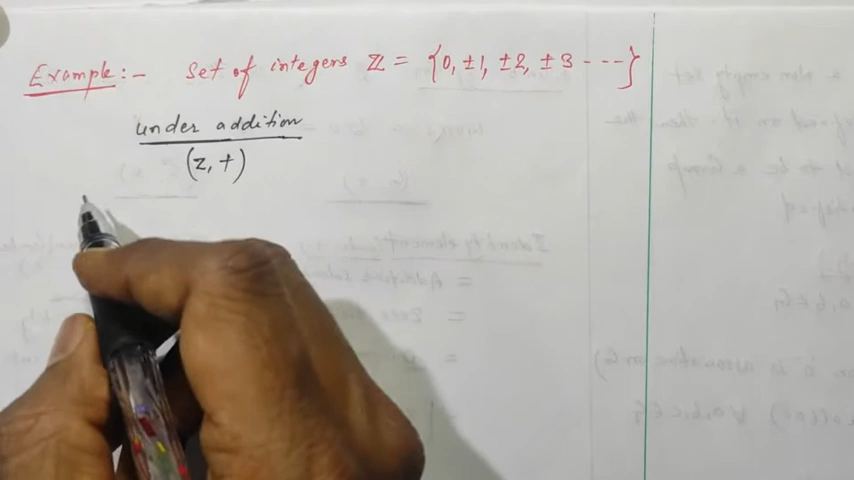 Example:- Set of integers Z = {0, ±1, ±2, ±3 ----}
under addition
(Z, +)